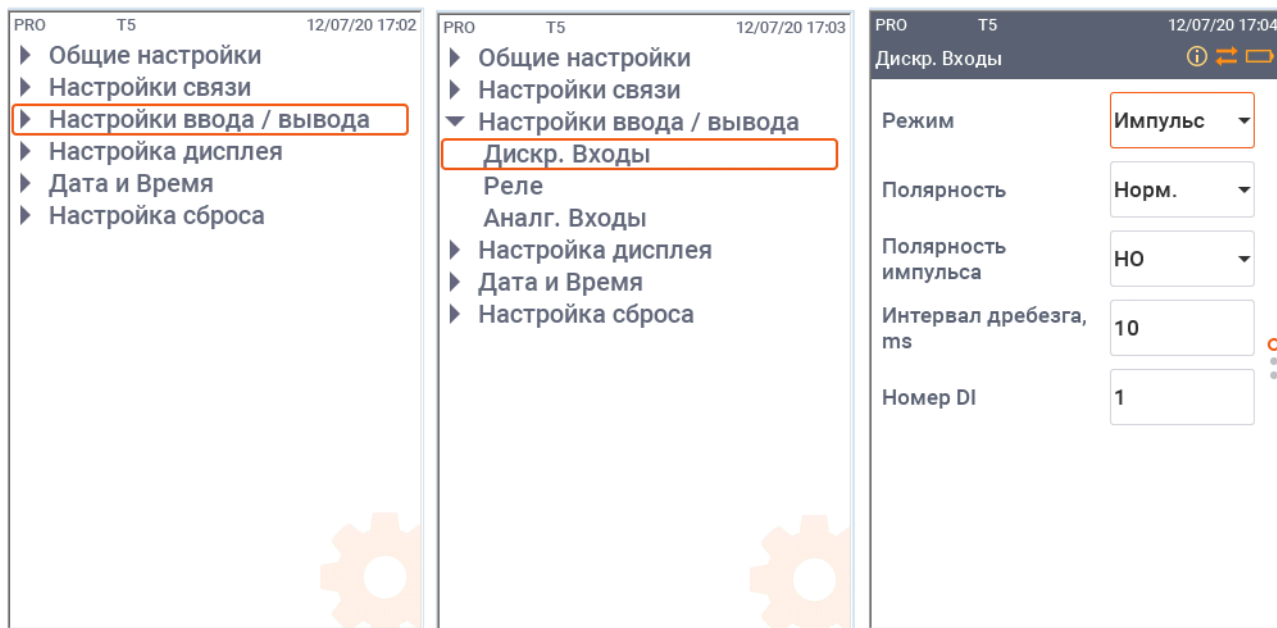 PRO T5 12/07/20 17:02
Общие настройки
Настройки связи
Настройки ввода / вывода
Настройка дисплея
Дата и Время
Настройка сброса
PRO T5 12/07/20 17:03
Общие настройки
Настройки связи
Настройки ввода / вывода
Дискр. Входы
Реле
Аналг. Входы
Настройка дисплея
Дата и Время
Настройка сброса
PRO T5 12/07/20 17:04
Дискр. Входы
Режим Импульс
Полярность Норм.
Полярность
импульса НО
Интервал дребезга,
ms 10
Номер DI 1